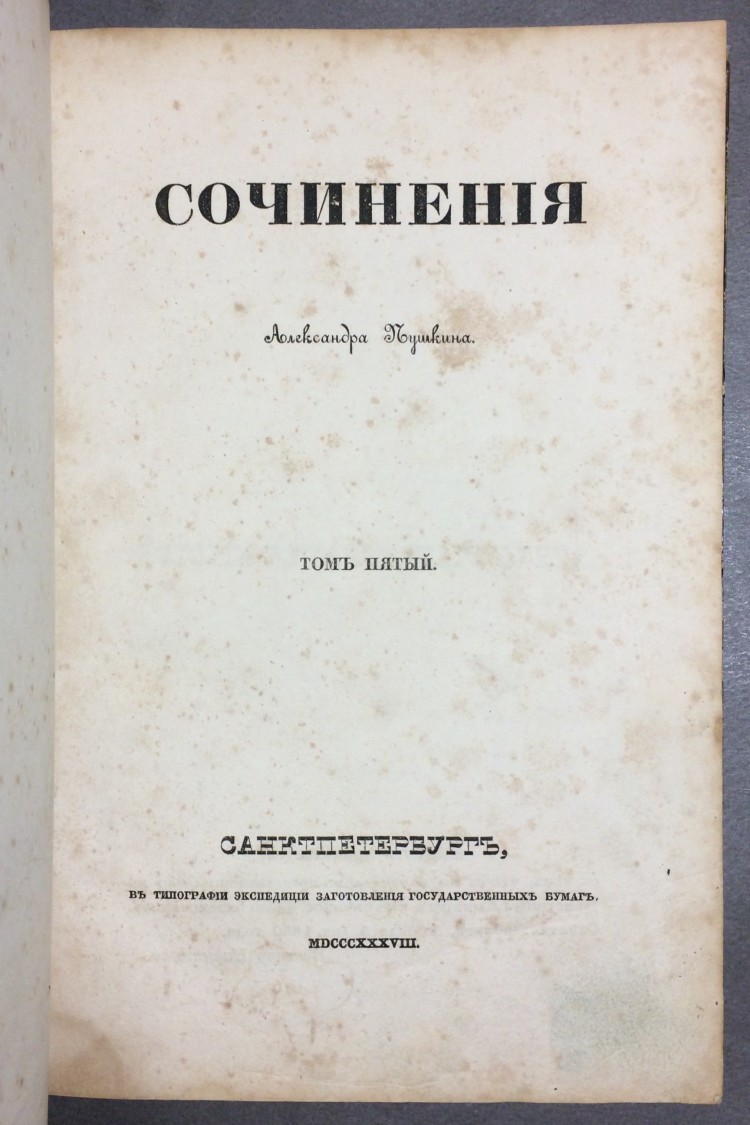 СОЧИНЕНІЯ
Александра Пушкина.
ТОМЪ ПЯТЫЙ.
САНКТПЕТЕРБУРГЪ,
ВЪ ТИПОГРАФІИ ЭКСПЕДИЦІИ ЗАГОТОВЛЕНІЯ ГОСУДАРСТВЕННЫХЪ БУМАГЪ.
MDCCCXXXVIII.